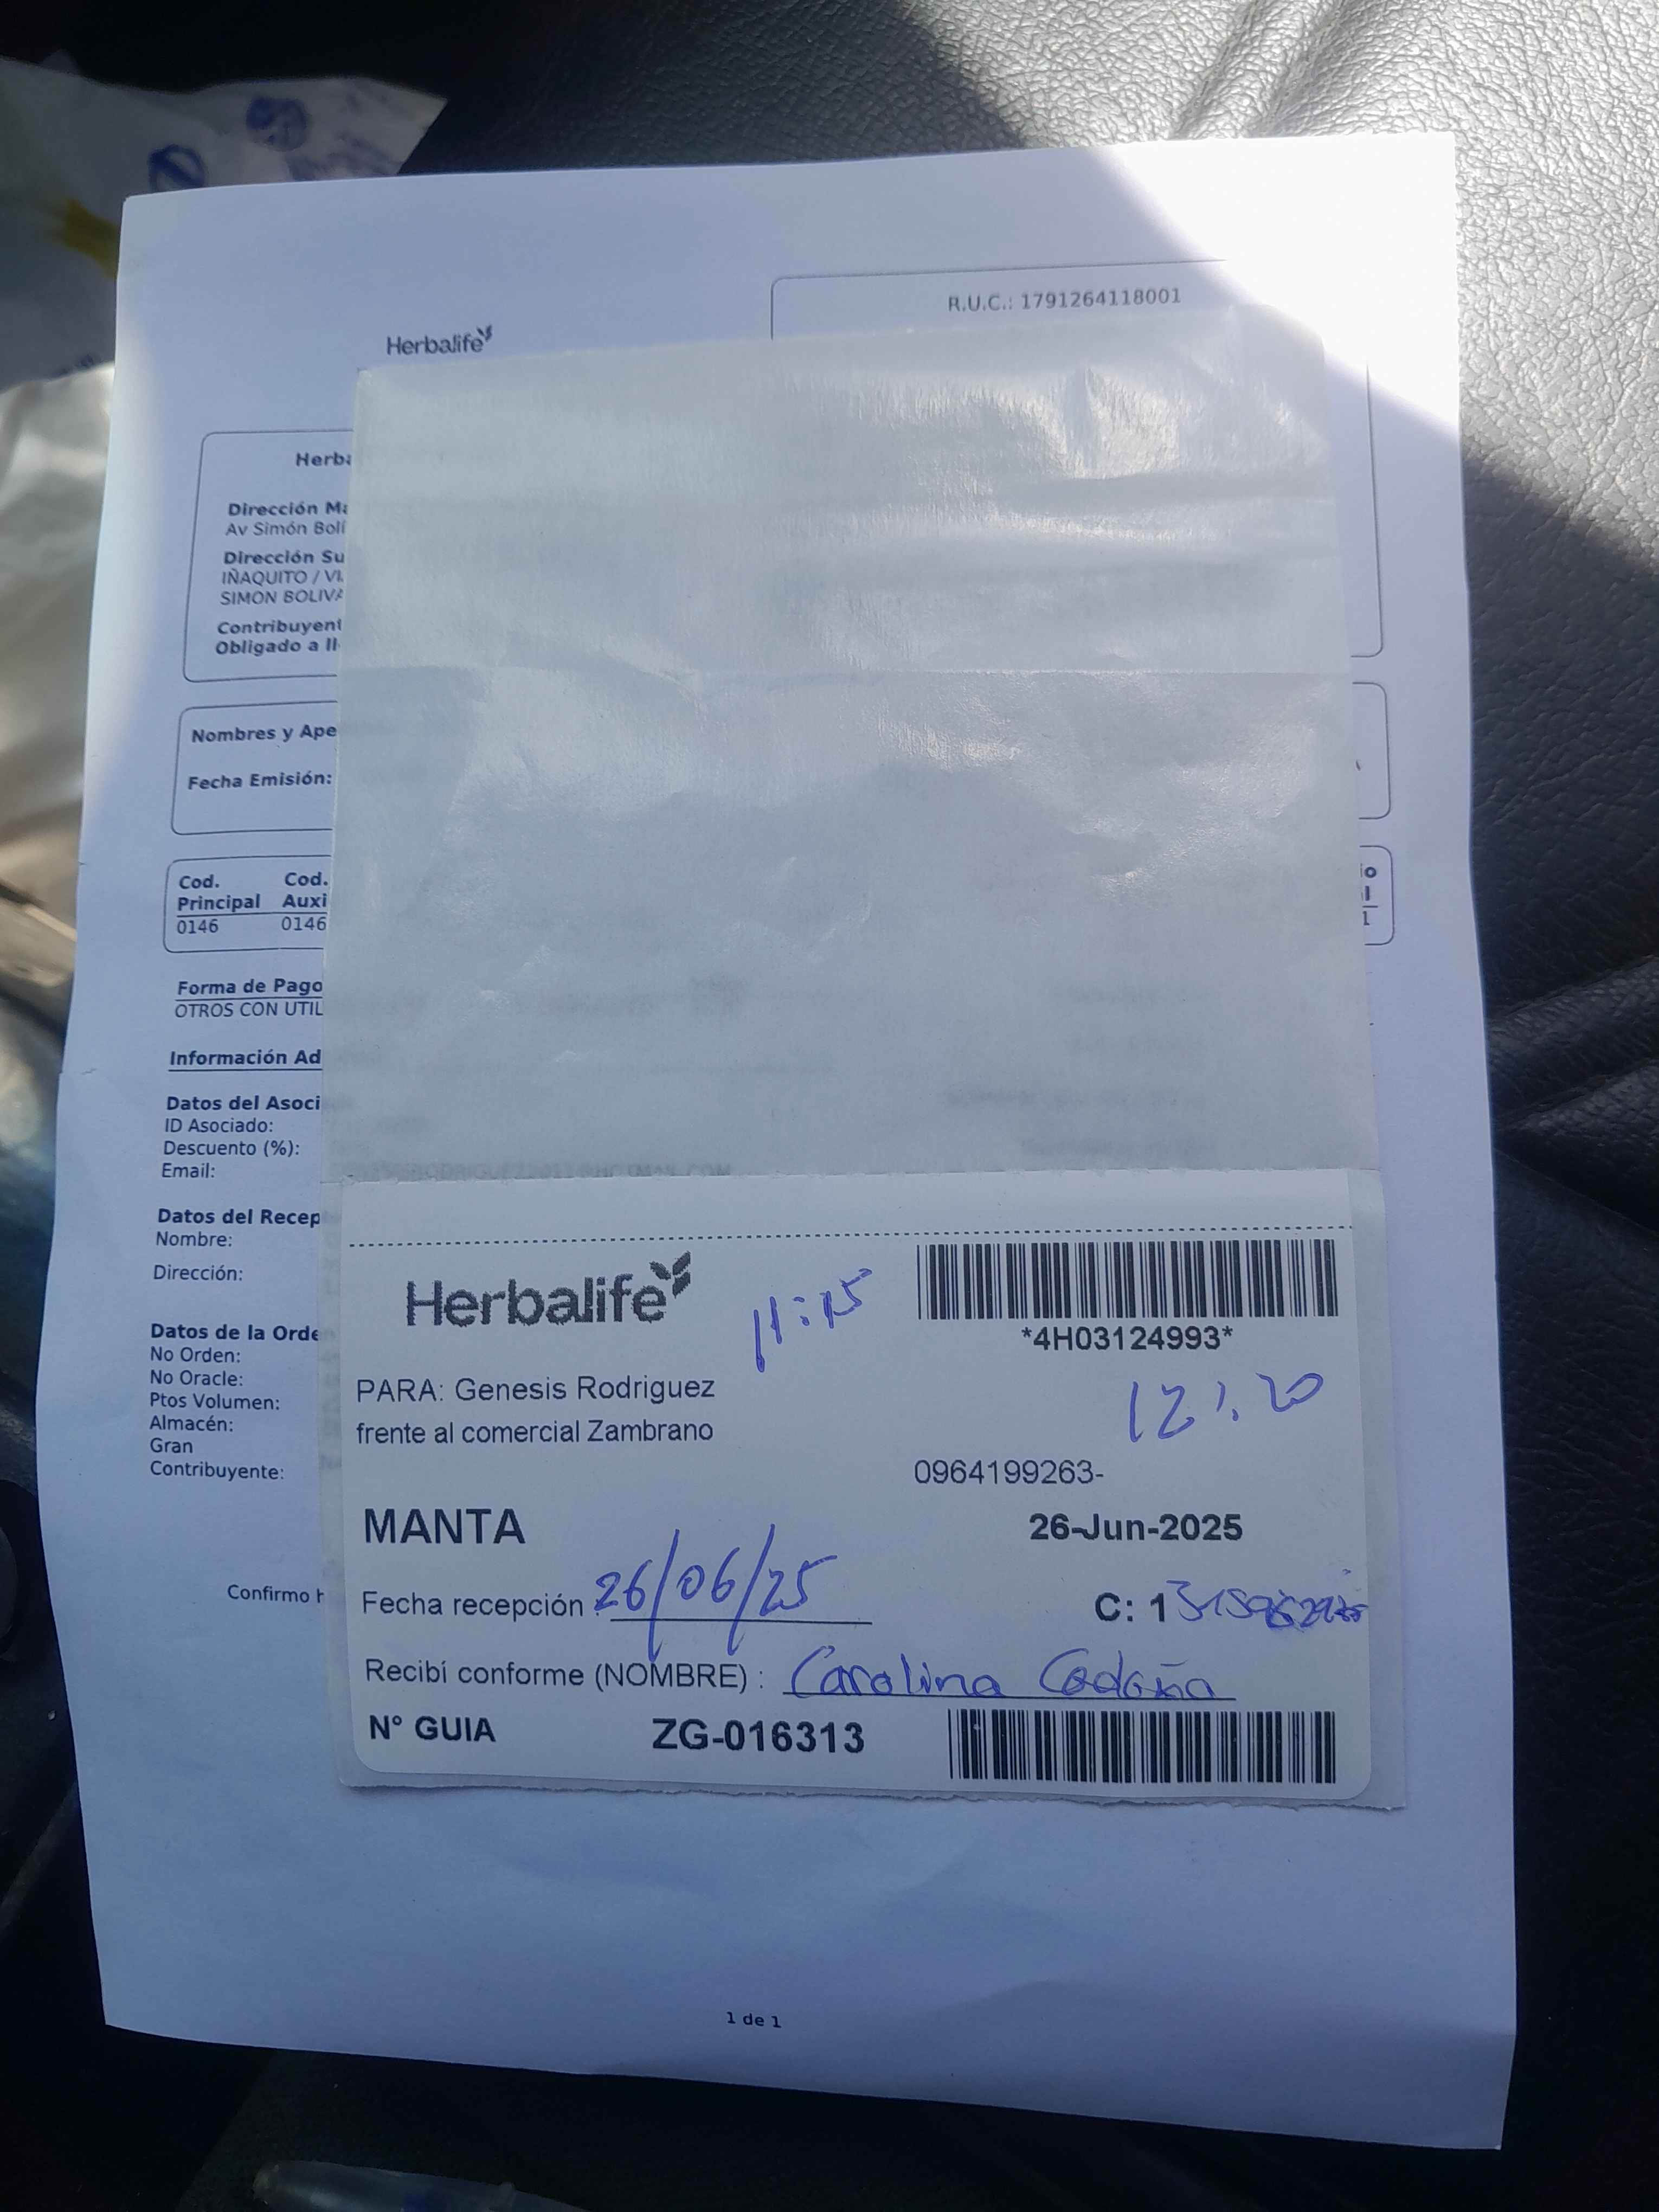 R.U.C.: 1791264118001
Herbalife
Herba
Dirección Ma
Av Simón Bolí
Dirección Su
IÑAQUITO / VI
SIMON BOLIVA
Contribuyent
Obligado a ll
Nombres y Ape
Fecha Emisión:
Cod. Cod.
Principal Auxi
0146 0146
Forma de Pago
OTROS CON UTIL
Información Ad
Datos del Asoci
ID Asociado:
Descuento (%):
Email:
Datos del Recep
Nombre:
Dirección:
Datos de la Orde
No Orden:
No Oracle:
Ptos Volumen:
Almacén:
Gran
Contribuyente:
Confirmo h
Herbalife
11:15
*4H03124993*
PARA: Genesis Rodriguez
12:20
frente al comercial Zambrano
0964199263-
MANTA
26-Jun-2025
Fecha recepción : 26/06/25
C: 1
Recibí conforme (NOMBRE) : Carolina
N° GUIA ZG-016313
1 de 1